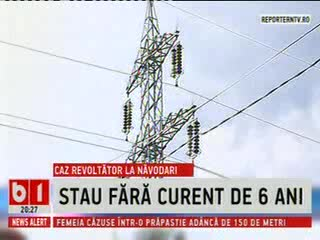 REPORTERNTV.RO
CAZ REVOLTĂTOR LA NĂVODARI
B1
STAU FĂRĂ CURENT DE 6 ANI
20:27
NEWS ALERT
FEMEIA CĂZUSE ÎNTR-O PRĂPASTIE ADÂNCĂ DE 150 DE METRI